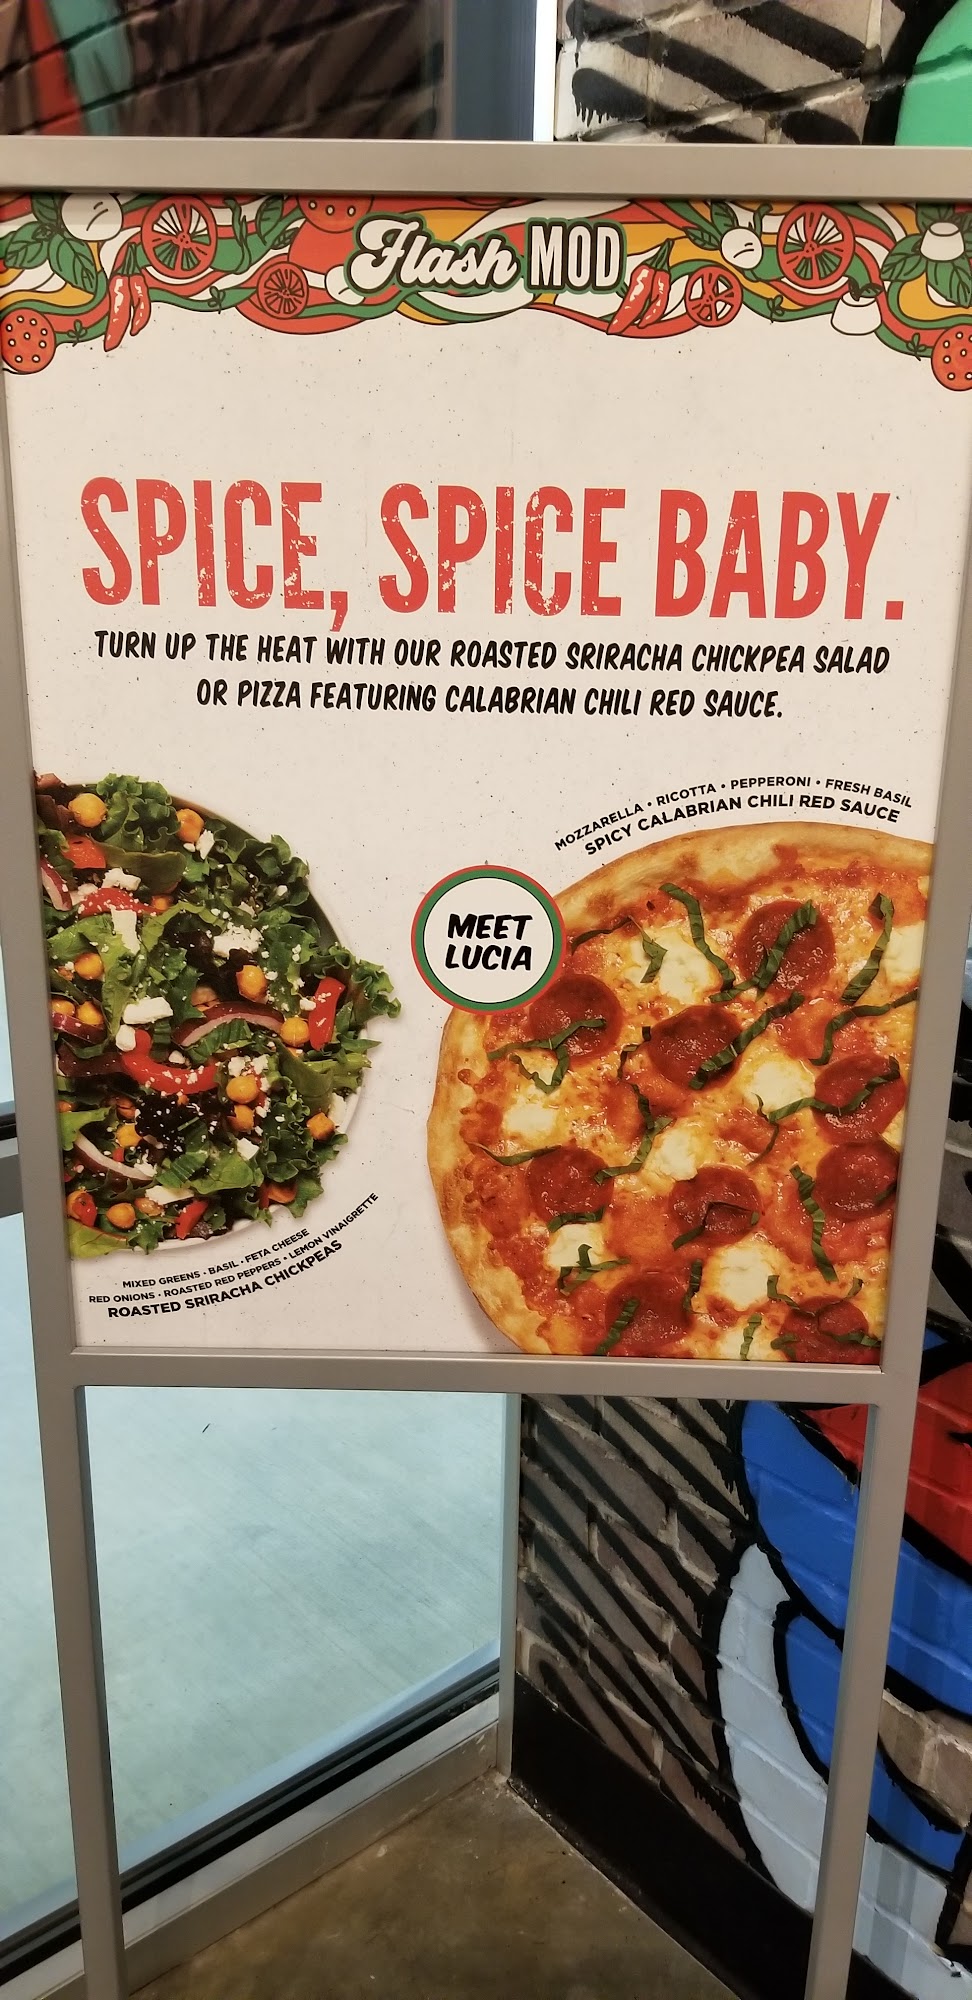 Flash MOD
SPICE, SPICE BABY.
TURN UP THE HEAT WITH OUR ROASTED SRIRACHA CHICKPEA SALAD
OR PIZZA FEATURING CALABRIAN CHILI RED SAUCE.
MOZZARELLA • RICOTTA • PEPPERONI • FRESH BASIL
SPICY CALABRIAN CHILI RED SAUCE
MEET
LUCIA
MIXED GREENS • BASIL • FETA CHEESE
RED ONIONS • ROASTED RED PEPPERS • LEMON VINAIGRETTE
ROASTED SRIRACHA CHICKPEAS